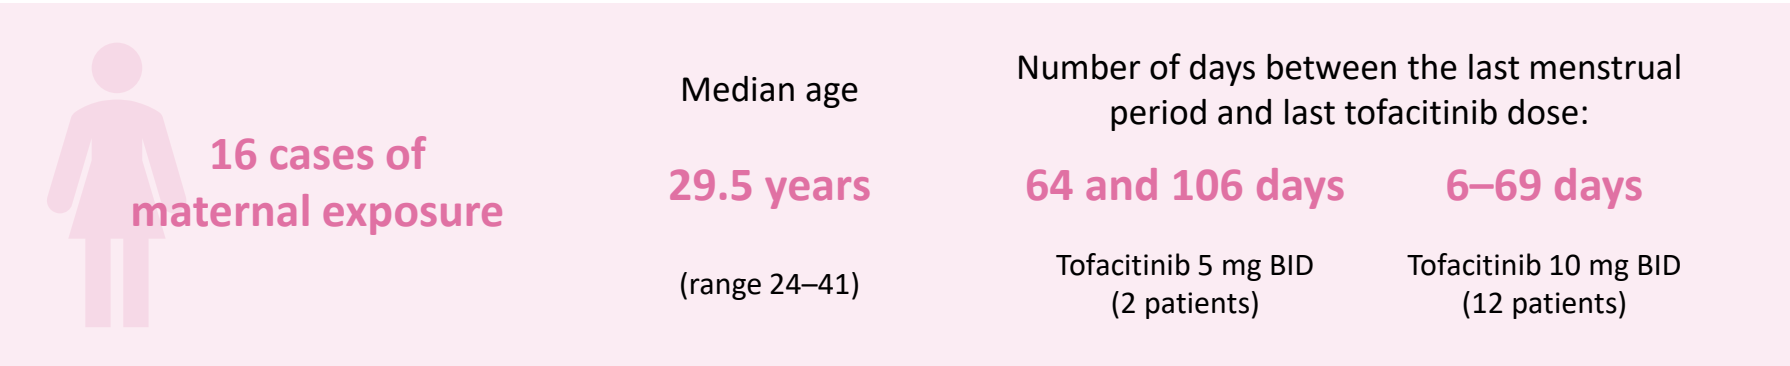 16 cases of
maternal exposure
Median age
29.5 years
(range 24–41)
Number of days between the last menstrual
period and last tofacitinib dose:
64 and 106 days
Tofacitinib 5 mg BID
(2 patients)
6–69 days
Tofacitinib 10 mg BID
(12 patients)